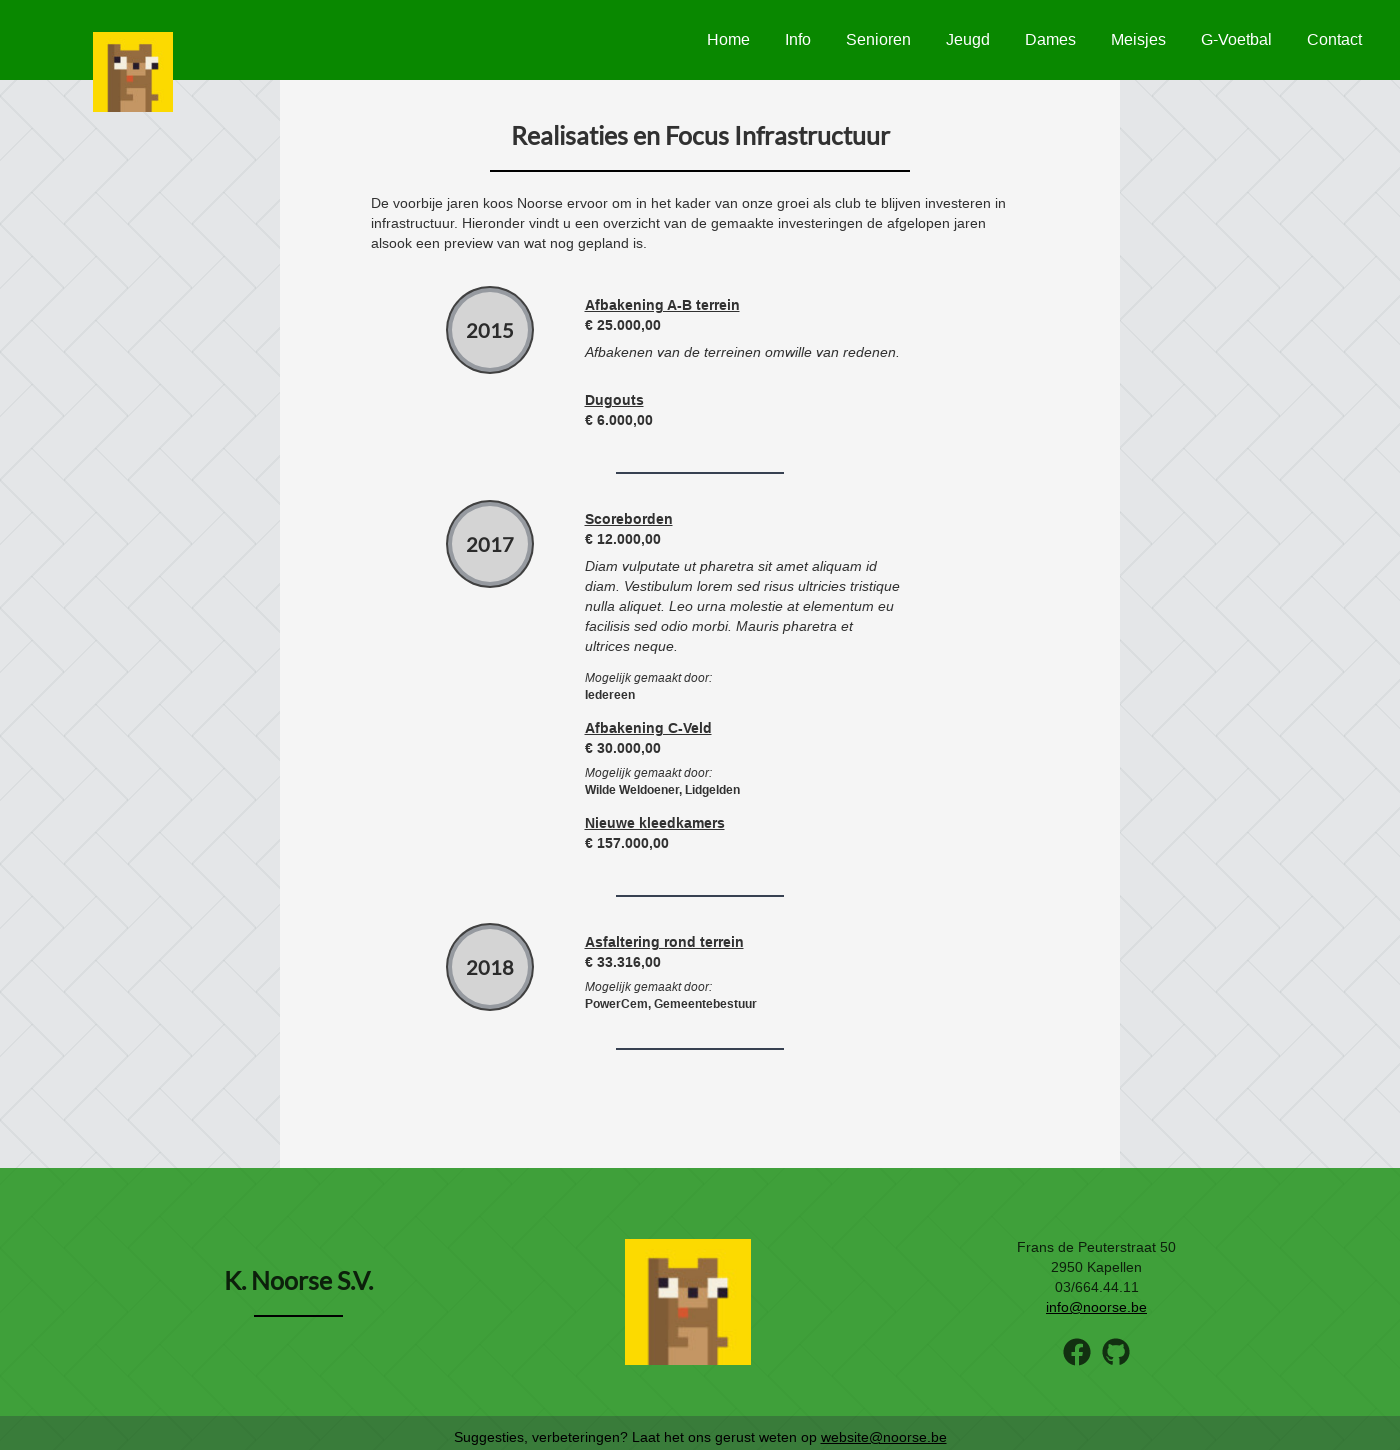 Home Info Senioren Jeugd Dames Meisjes G-Voetbal Contact
Realisaties en Focus Infrastructuur
De voorbije jaren koos Noorse ervoor om in het kader van onze groei als club te blijven investeren in
infrastructuur. Hieronder vindt u een overzicht van de gemaakte investeringen de afgelopen jaren
alsook een preview van wat nog gepland is.
2015
Afbakening A-B terrein
€ 25.000,00
Afbakenen van de terreinen omwille van redenen.
Dugouts
€ 6.000,00
2017
Scoreborden
€ 12.000,00
Diam vulputate ut pharetra sit amet aliquam id
diam. Vestibulum lorem sed risus ultricies tristique
nulla aliquet. Leo urna molestie at elementum eu
facilisis sed odio morbi. Mauris pharetra et
ultrices neque.
Mogelijk gemaakt door:
Iedereen
Afbakening C-Veld
€ 30.000,00
Mogelijk gemaakt door:
Wilde Weldoener, Lidgelden
Nieuwe kleedkamers
€ 157.000,00
2018
Asfaltering rond terrein
€ 33.316,00
Mogelijk gemaakt door:
PowerCem, Gemeentebestuur
K. Noorse S.V.
Frans de Peuterstraat 50
2950 Kapellen
03/664.44.11
info@noorse.be
Suggesties, verbeteringen? Laat het ons gerust weten op website@noorse.be